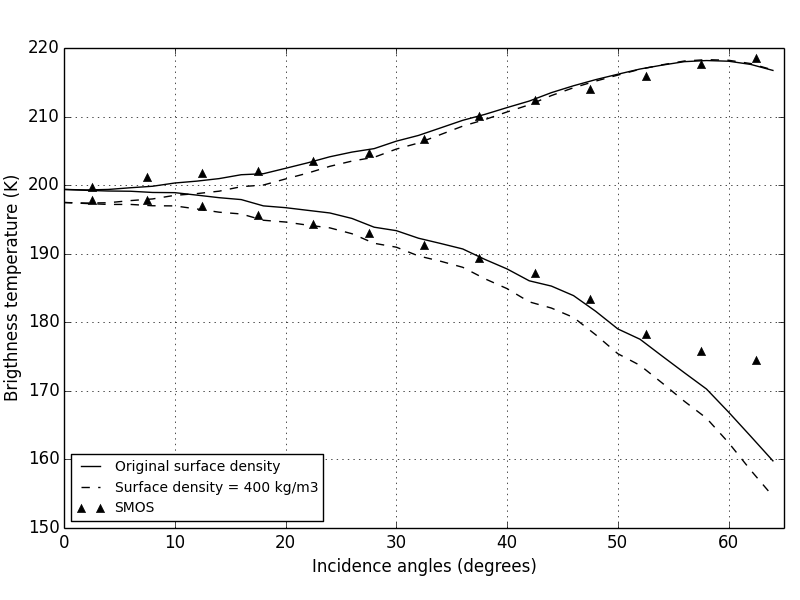 220
210
200
190
180
170
160
150
Brigthness temperature (K)
Original surface density
Surface density = 400 kg/m3
SMOS
0 10 20 30 40 50 60
Incidence angles (degrees)